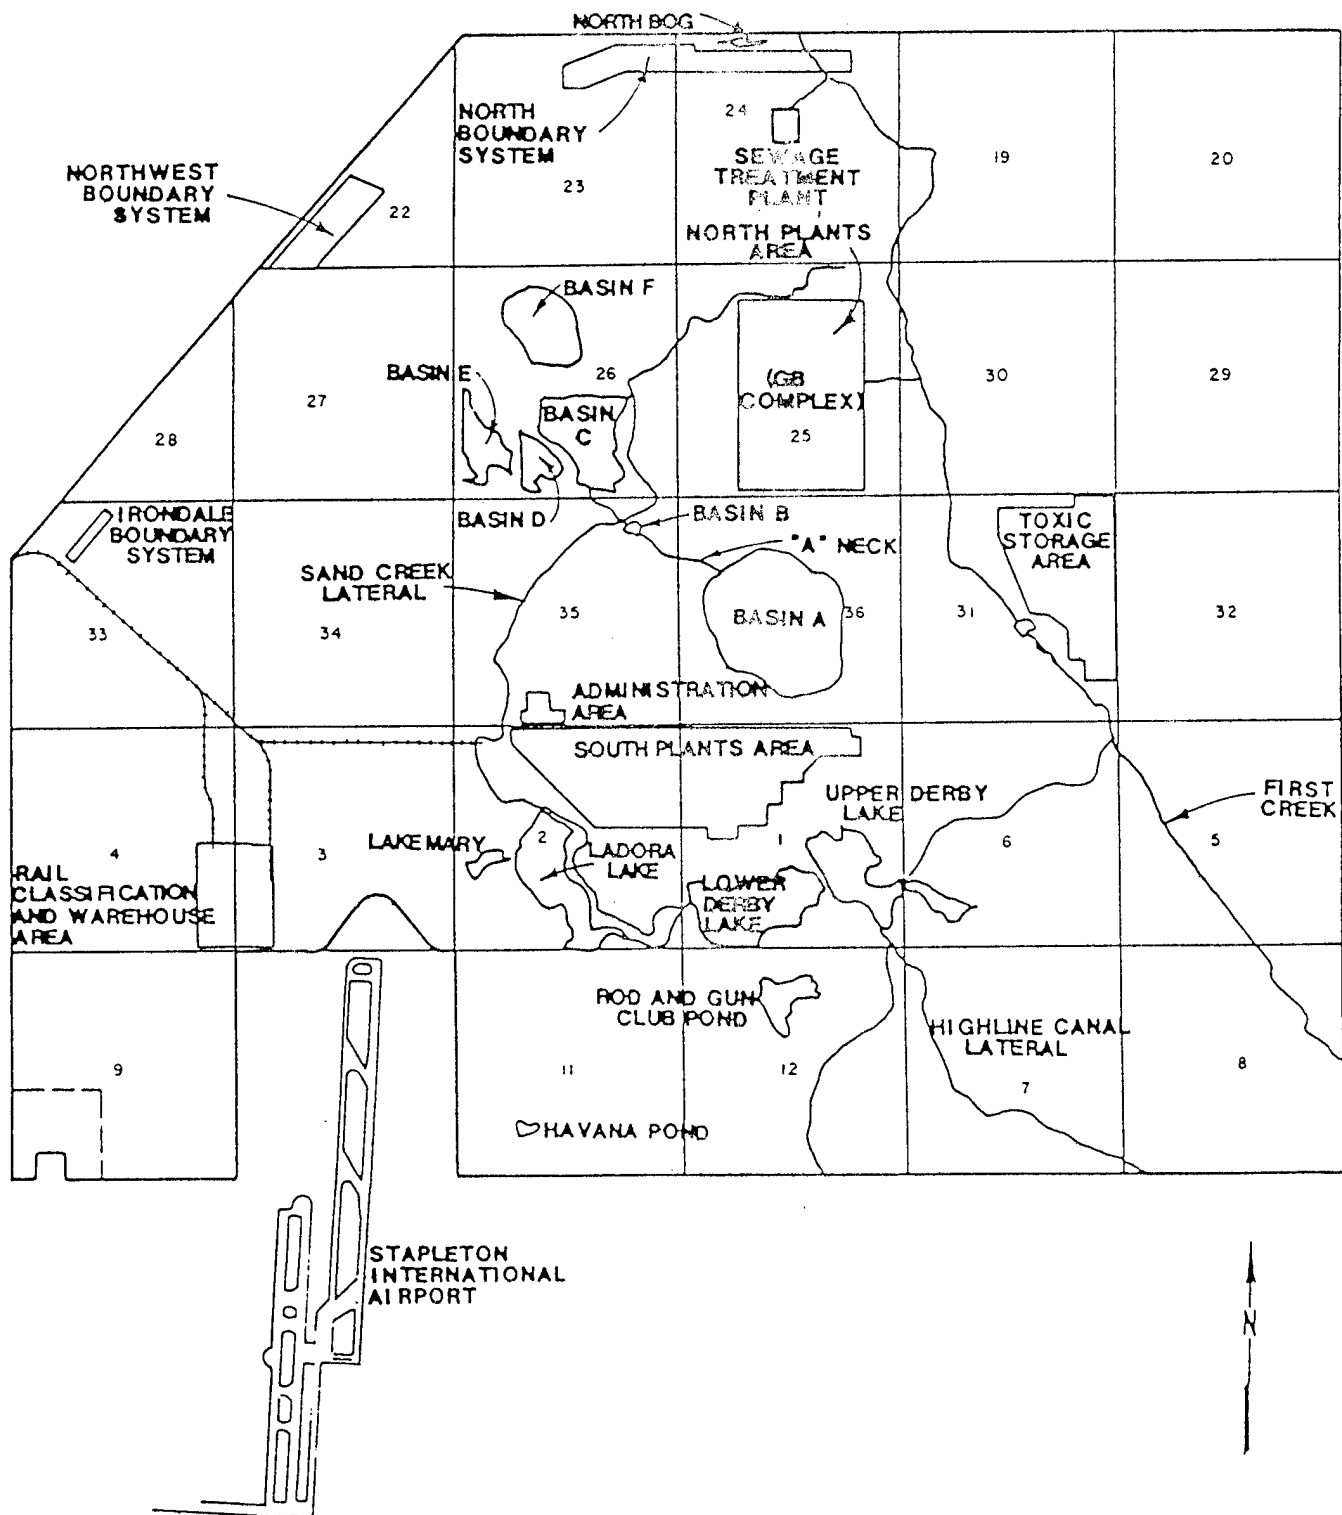 NORTH BOG
NORTH
BOUNDARY
SYSTEM
24
SEWAGE
TREATMENT
PLANT
19
20
NORTHWEST
BOUNDARY
SYSTEM
22
23
NORTH PLANTS
AREA
BASIN F
BASIN E
26
(GB
COMPLEX)
25
30
29
27
28
BASIN
C
IRONDALE
BOUNDARY
SYSTEM
BASIN D
BASIN B
"A" NECK
TOXIC
STORAGE
AREA
SAND CREEK
LATERAL
33
34
35
BASIN A
36
31
32
ADMINISTRATION
AREA
SOUTH PLANTS AREA
UPPER DERBY
LAKE
FIRST
CREEK
4
3
LAKE MARY
2
LADORA
LAKE
1
6
5
RAIL
CLASSIFICATION
AND WAREHOUSE
AREA
LOWER
DERBY
LAKE
ROD AND GUN
CLUB POND
HIGHLINE CANAL
LATERAL
9
11
12
7
8
HAVANA POND
STAPLETON
INTERNATIONAL
AIRPORT
N